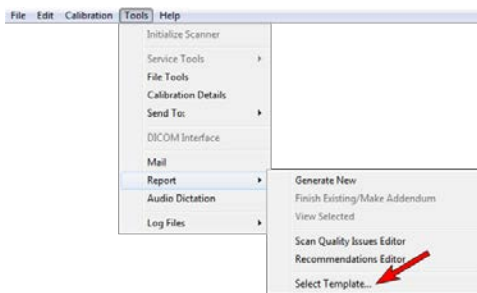 File Edit Calibration Tools Help
Initialize Scanner
Service Tools
File Tools
Calibration Details
Send To:
DICOM Interface
Mail
Report
Audio Dictation
Log Files
Generate New
Finish Existing/Make Addendum
View Selected
Scan Quality Issues Editor
Recommendations Editor
Select Template...